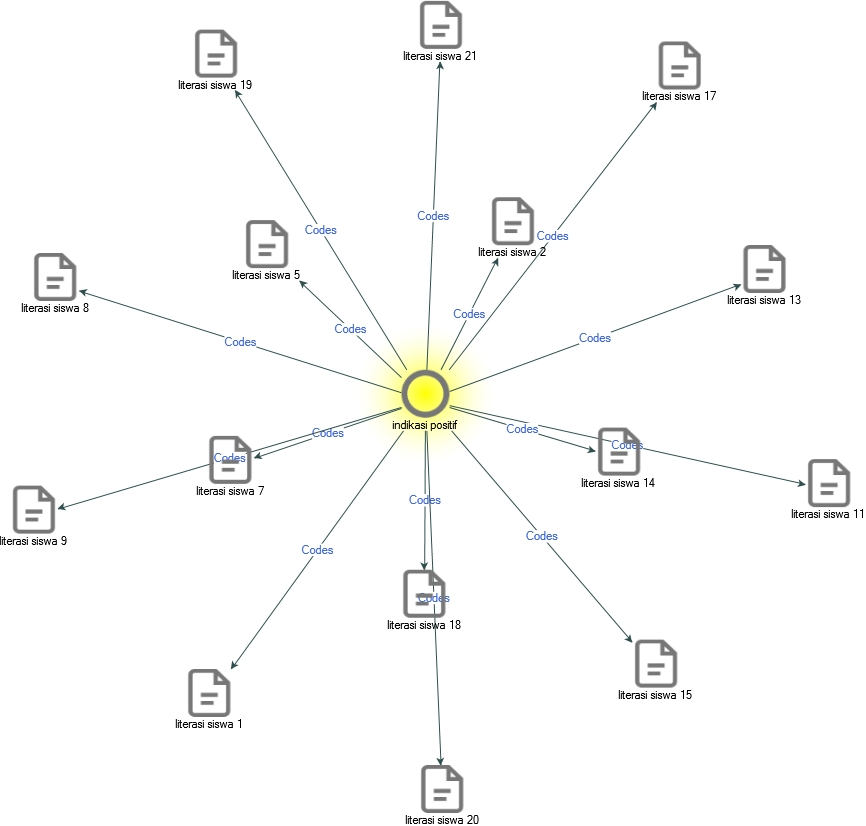 literasi siswa 21
literasi siswa 19
literasi siswa 17
Codes
Codes
Codes
literasi siswa 2
literasi siswa 5
literasi siswa 13
literasi siswa 8
Codes
Codes
Codes
Codes
indikasi positif
Codes
Codes
Codes
Codes
literasi siswa 14
literasi siswa 7
literasi siswa 11
Codes
Codes
literasi siswa 9
Codes
Codes
literasi siswa 18
literasi siswa 15
literasi siswa 1
literasi siswa 20